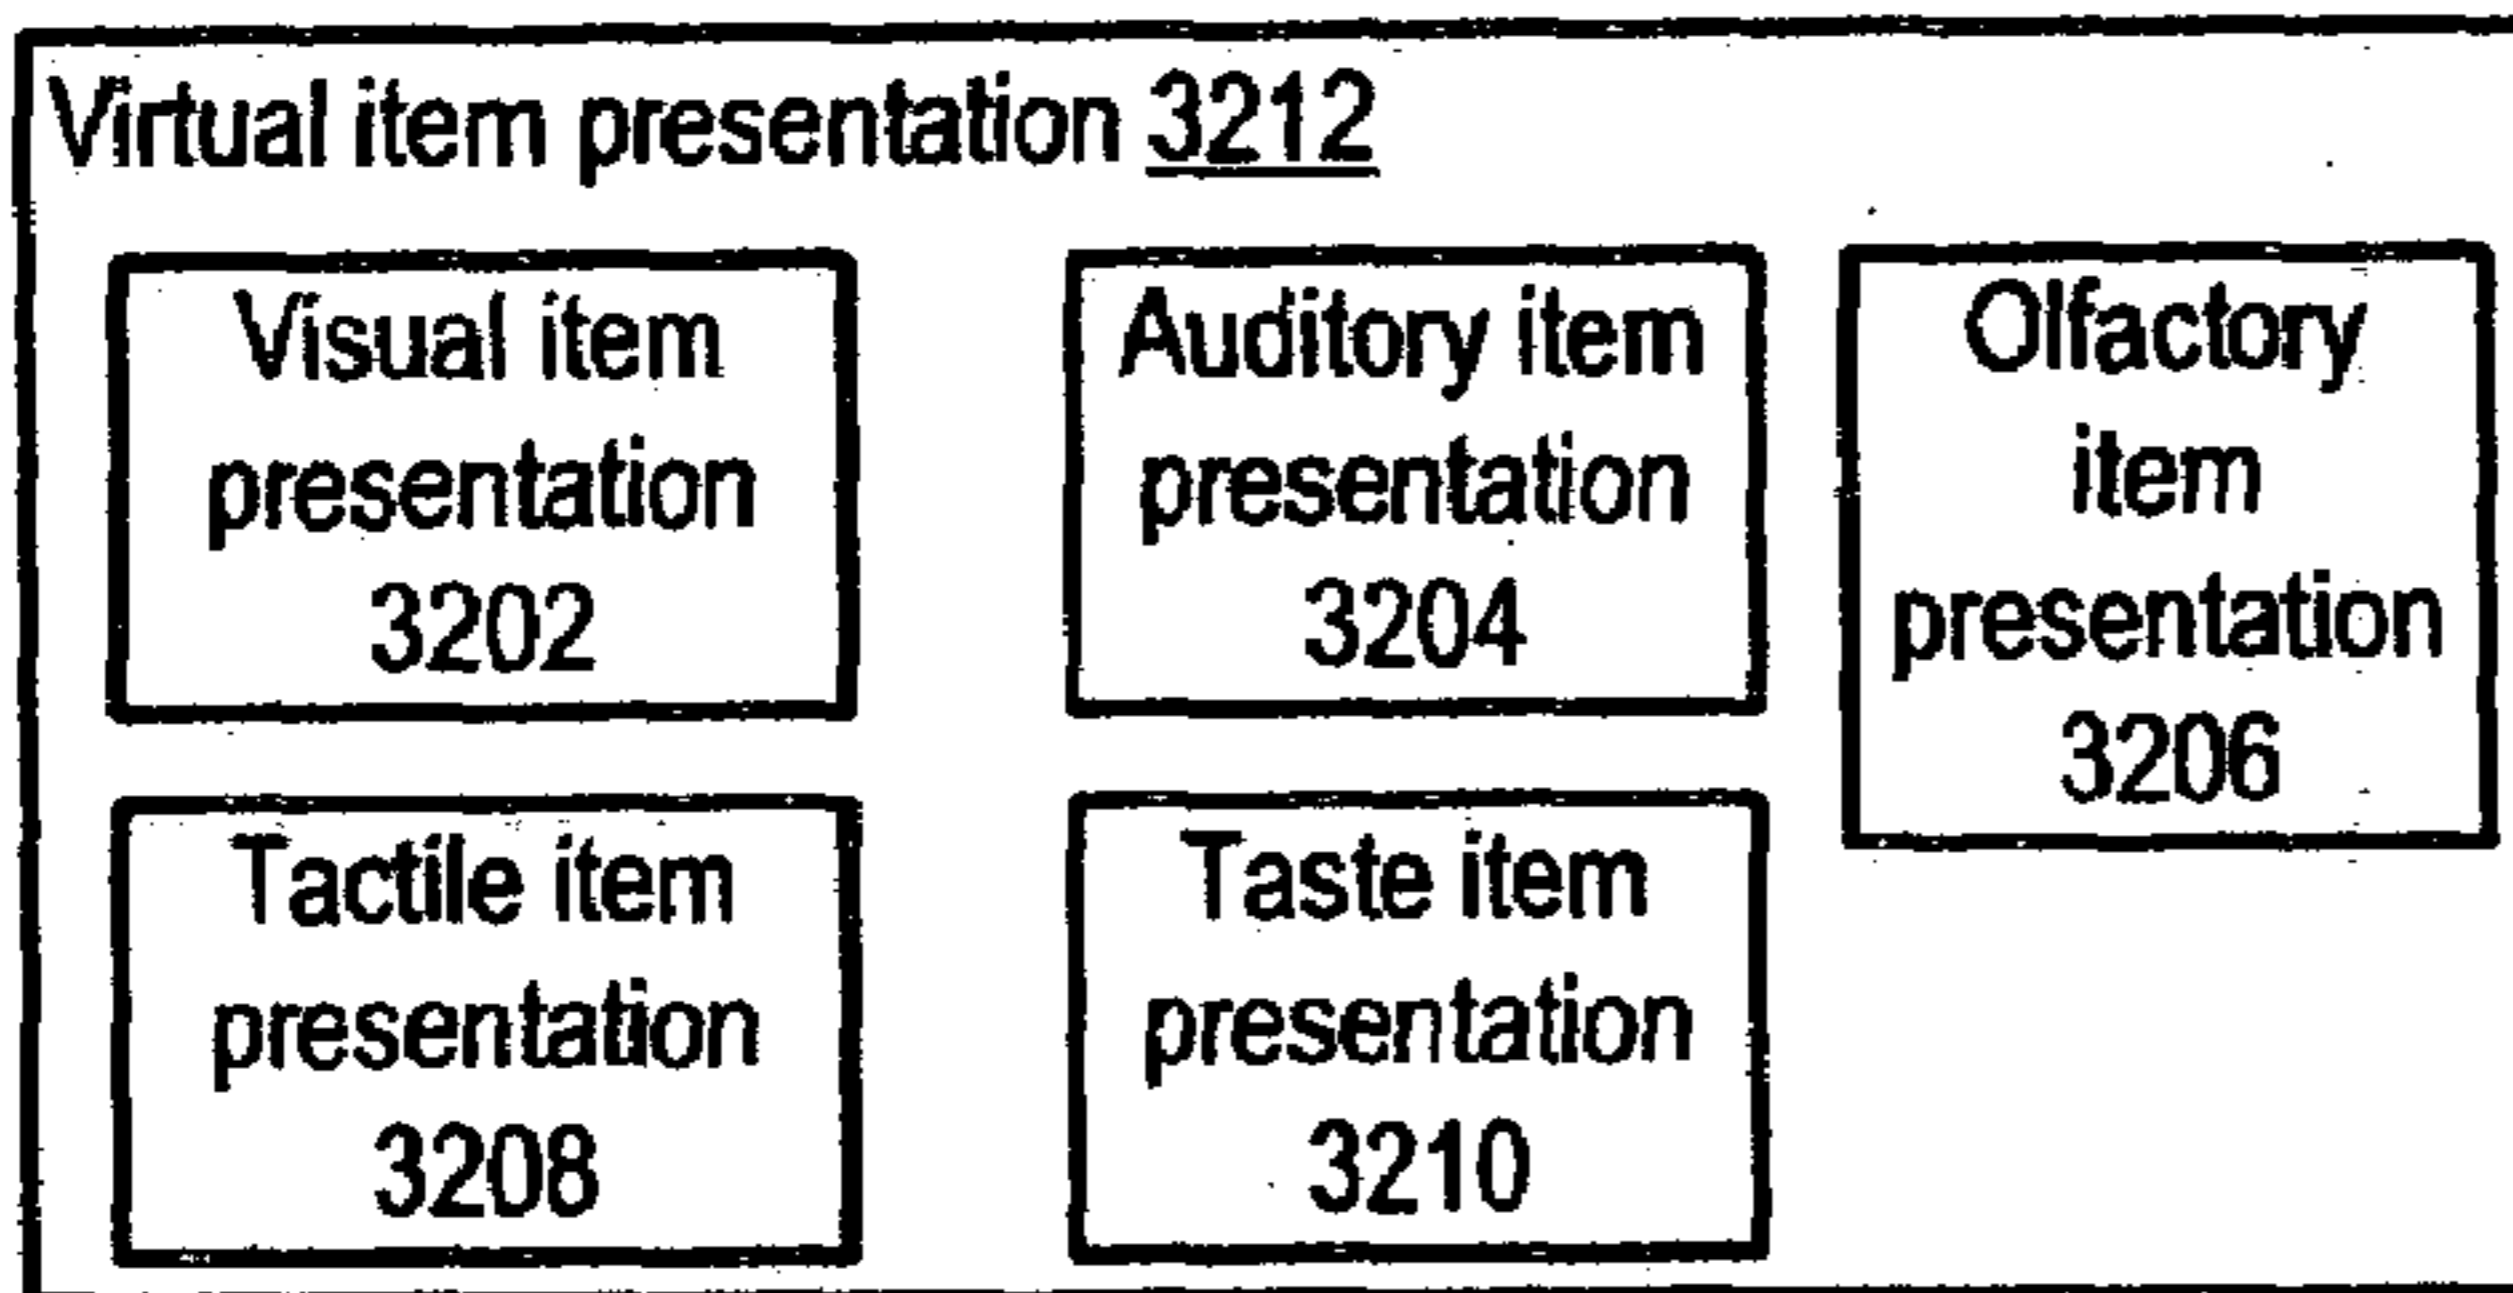 Virtual item presentation 3212
Visual item
presentation
3202
Auditory item
presentation
3204
Olfactory
item
presentation
3206
Tactile item
presentation
3208
Taste item
presentation
3210